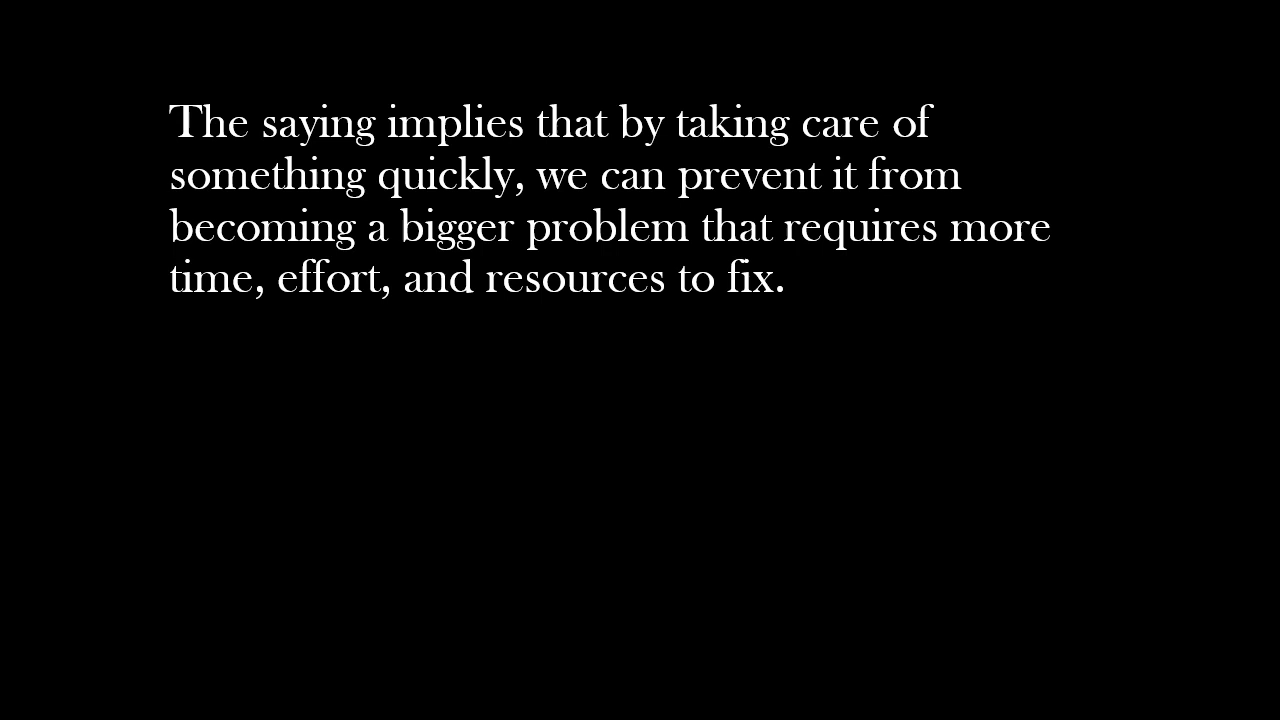 The saying implies that by taking care of
something quickly, we can prevent it from
becoming a bigger problem that requires more
time, effort, and resources to fix.